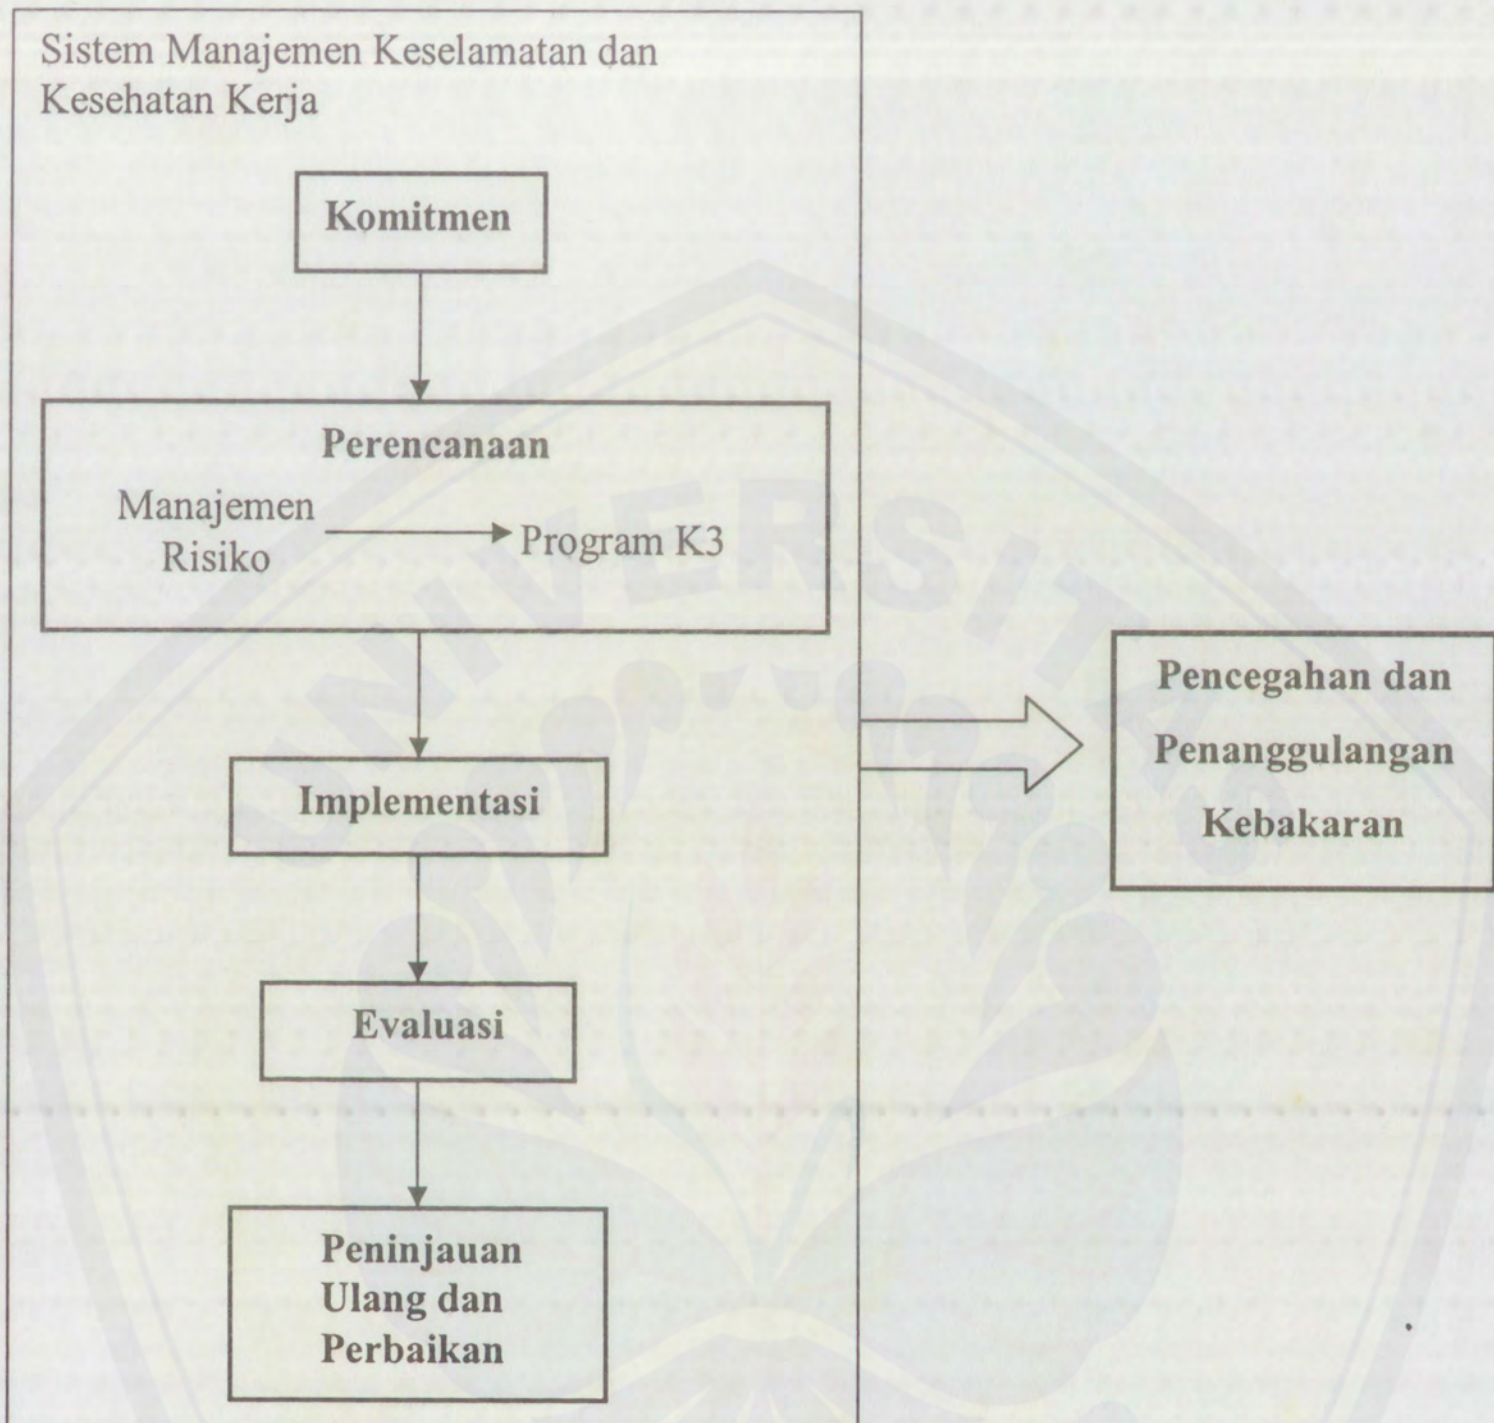 Sistem Manajemen Keselamatan dan
Kesehatan Kerja
Komitmen
Perencanaan
Manajemen
Risiko
Program K3
Implementasi
Evaluasi
Peninjauan
Ulang dan
Perbaikan
Pencegahan dan
Penanggulangan
Kebakaran
UNIVERSITAS